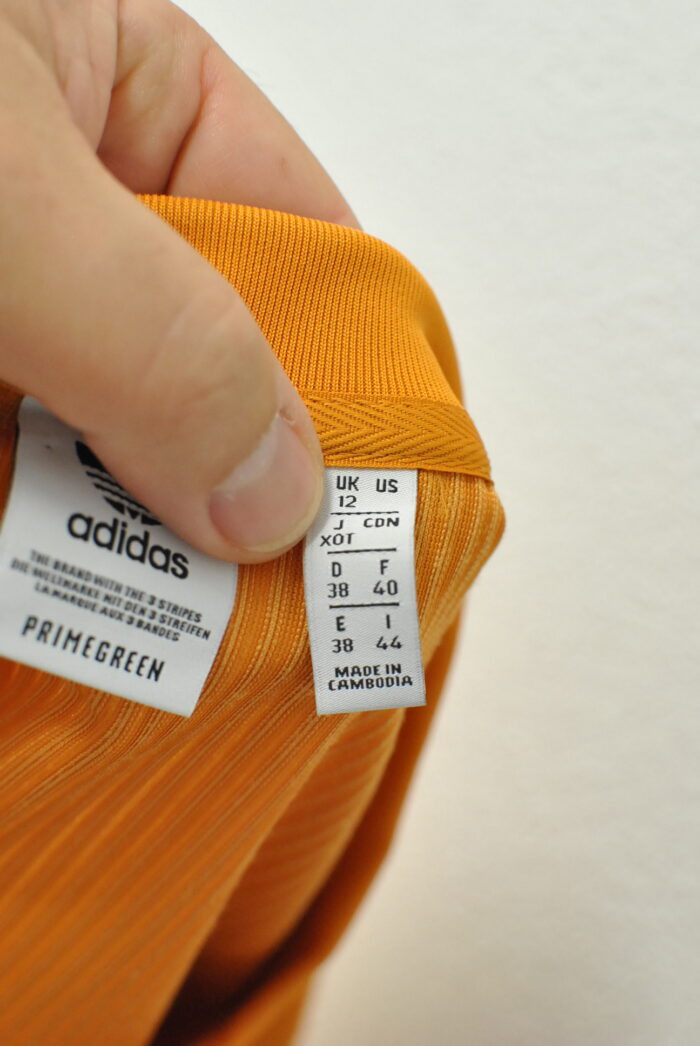 adidas
THE BRAND WITH THE 3 STRIPES
DIE WELTMARKE MIT DEN 3 STREIFEN
LA MARQUE AUX 3 BANDES
PRIMEGREEN
UK US
12
J CDN
XOT
D F
38 40
E I
38 44
MADE IN
CAMBODIA